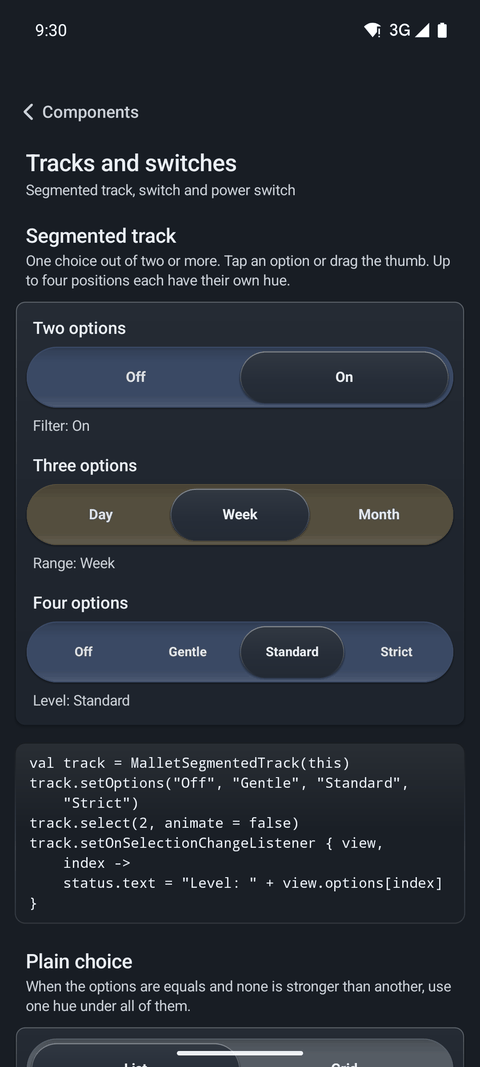 9:30
3G
Components
Tracks and switches
Segmented track, switch and power switch
Segmented track
One choice out of two or more. Tap an option or drag the thumb. Up
to four positions each have their own hue.
Two options
Off On
Filter: On
Three options
Day Week Month
Range: Week
Four options
Off Gentle Standard Strict
Level: Standard
val track = MalletSegmentedTrack(this)
track.setOptions("Off", "Gentle", "Standard",
    "Strict")
track.select(2, animate = false)
track.setOnSelectionChangeListener { view,
    index ->
    status.text = "Level: " + view.options[index]
}
Plain choice
When the options are equals and none is stronger than another, use
one hue under all of them.
List Grid